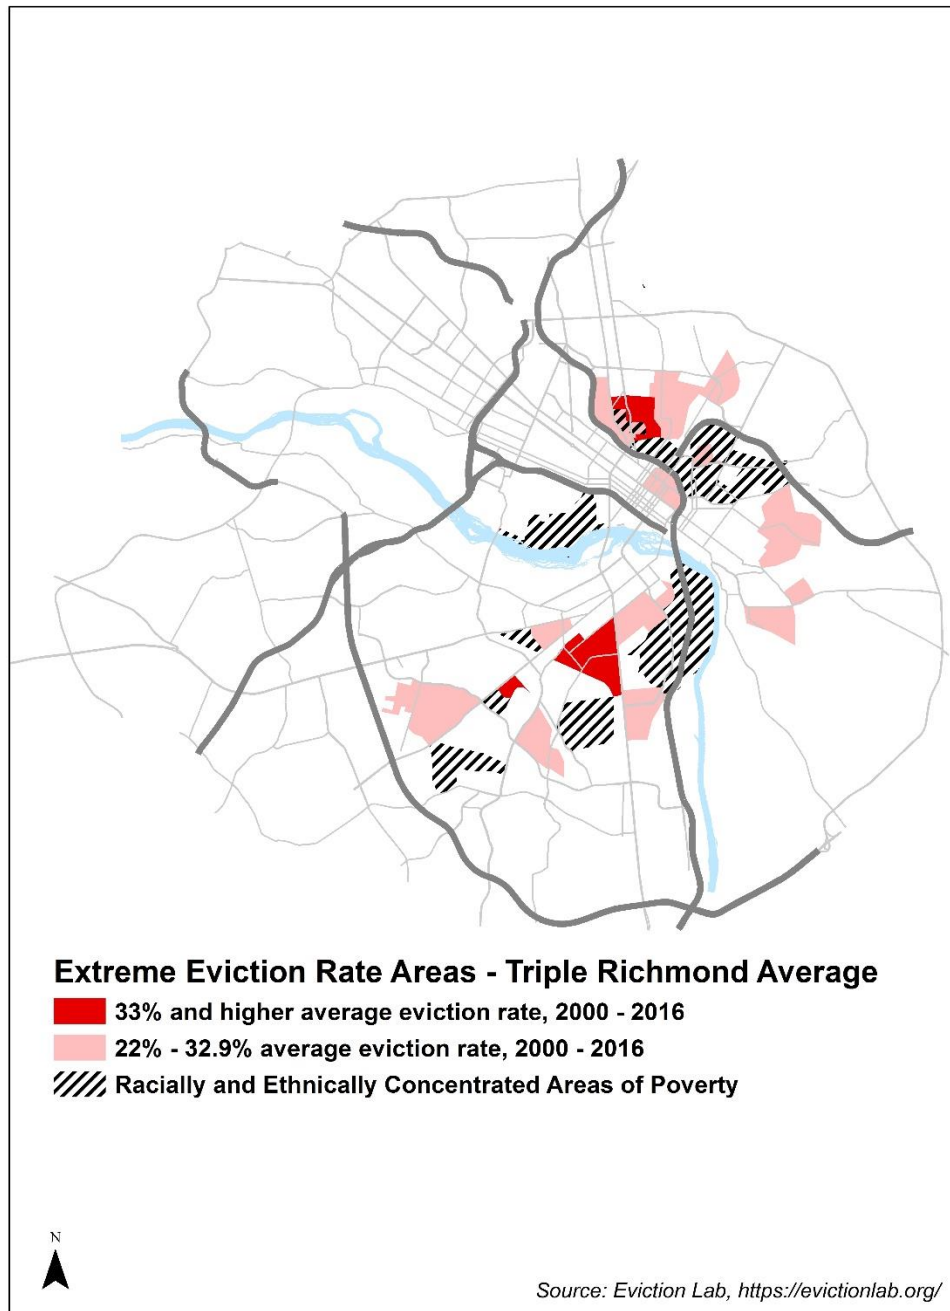 Extreme Eviction Rate Areas - Triple Richmond Average
33% and higher average eviction rate, 2000 - 2016
22% - 32.9% average eviction rate, 2000 - 2016
Racially and Ethnically Concentrated Areas of Poverty
N
Source: Eviction Lab, https://evictionlab.org/